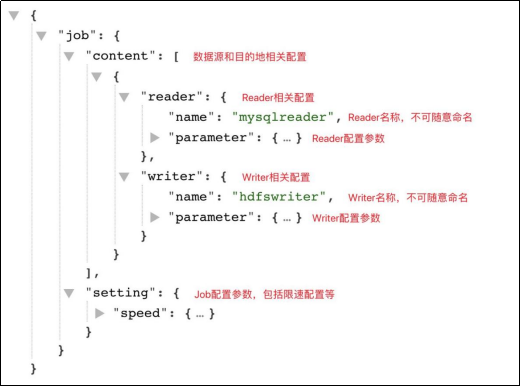 {
"job": {
"content": [ 数据源和目的地相关配置
{
"reader": { Reader相关配置
"name": "mysqlreader", Reader名称，不可随意命名
"parameter": { … } Reader配置参数
},
"writer": { Writer相关配置
"name": "hdfswriter", Writer名称，不可随意命名
"parameter": { … } Writer配置参数
}
}
],
"setting": { Job配置参数，包括限速配置等
"speed": { … }
}
}
}